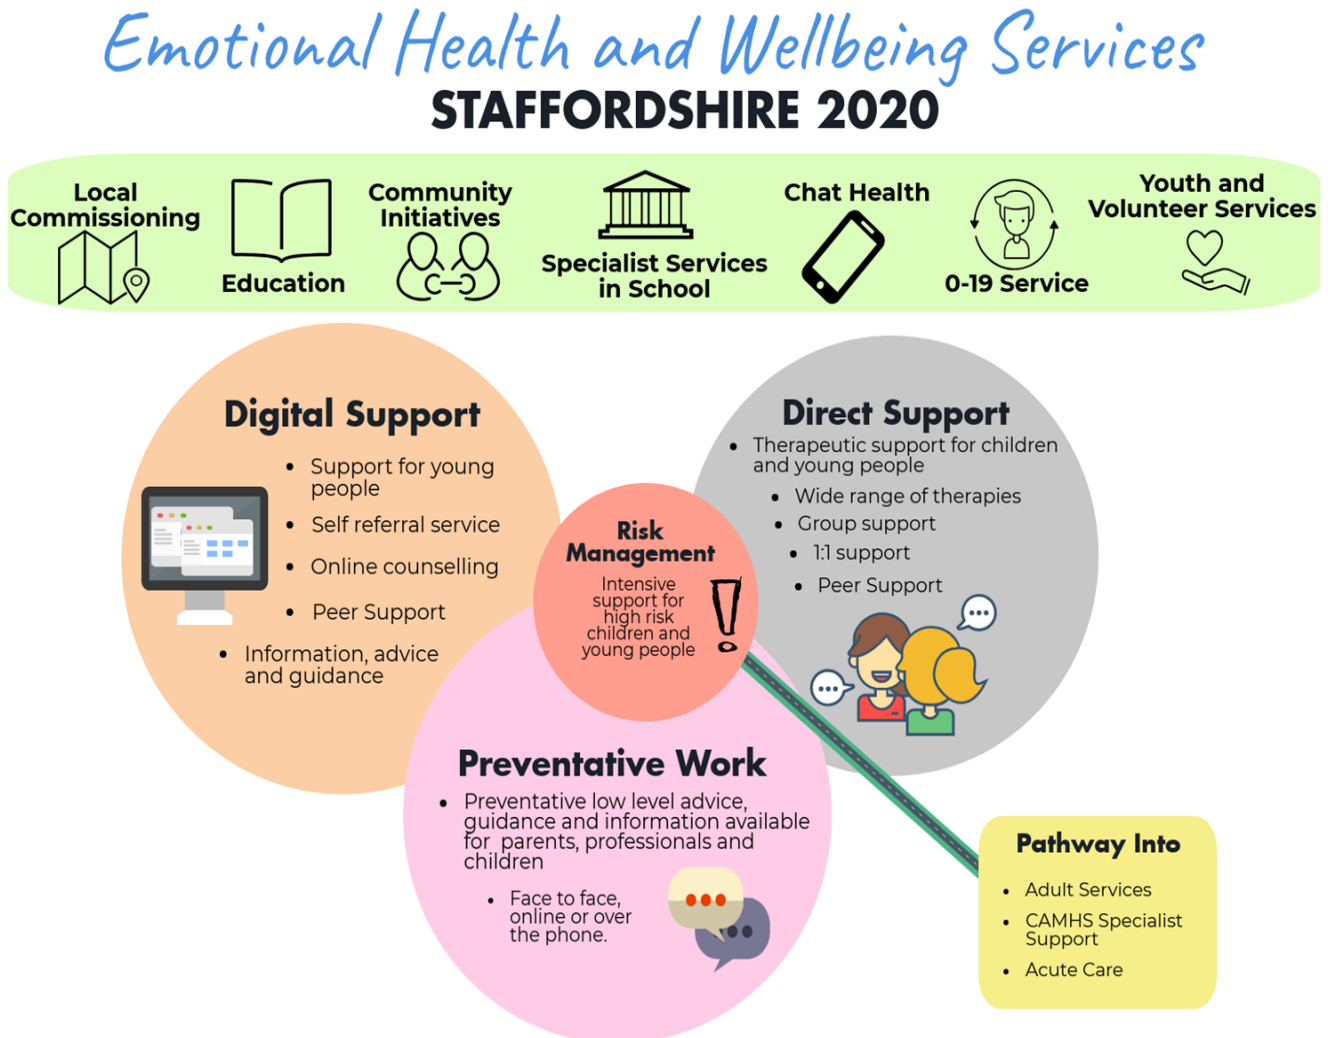 Emotional Health and Wellbeing Services
STAFFORDSHIRE 2020
Local
Commissioning
Education
Community
Initiatives
Specialist Services
in School
Chat Health
0-19 Service
Youth and
Volunteer Services
Digital Support
• Support for young
people
• Self referral service
• Online counselling
• Peer Support
• Information, advice
and guidance
Risk
Management
Intensive
support for
high risk
children and
young people
!
Direct Support
• Therapeutic support for children
and young people
• Wide range of therapies
• Group support
• 1:1 support
• Peer Support
Preventative Work
• Preventative low level advice,
guidance and information available
for parents, professionals and
children
• Face to face,
online or over
the phone.
Pathway Into
• Adult Services
• CAMHS Specialist
Support
• Acute Care